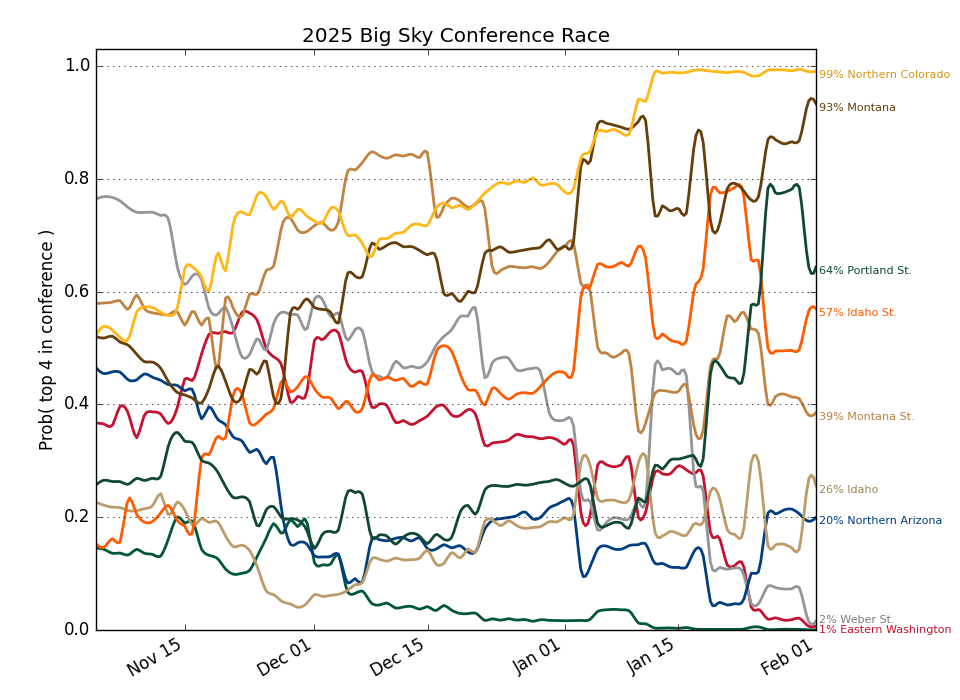 2025 Big Sky Conference Race
Prob( top 4 in conference )
1.0
0.8
0.6
0.4
0.2
0.0
Nov 15
Dec 01
Dec 15
Jan 01
Jan 15
Feb 01
99% Northern Colorado
93% Montana
64% Portland St.
57% Idaho St.
39% Montana St.
26% Idaho
20% Northern Arizona
2% Weber St.
1% Eastern Washington